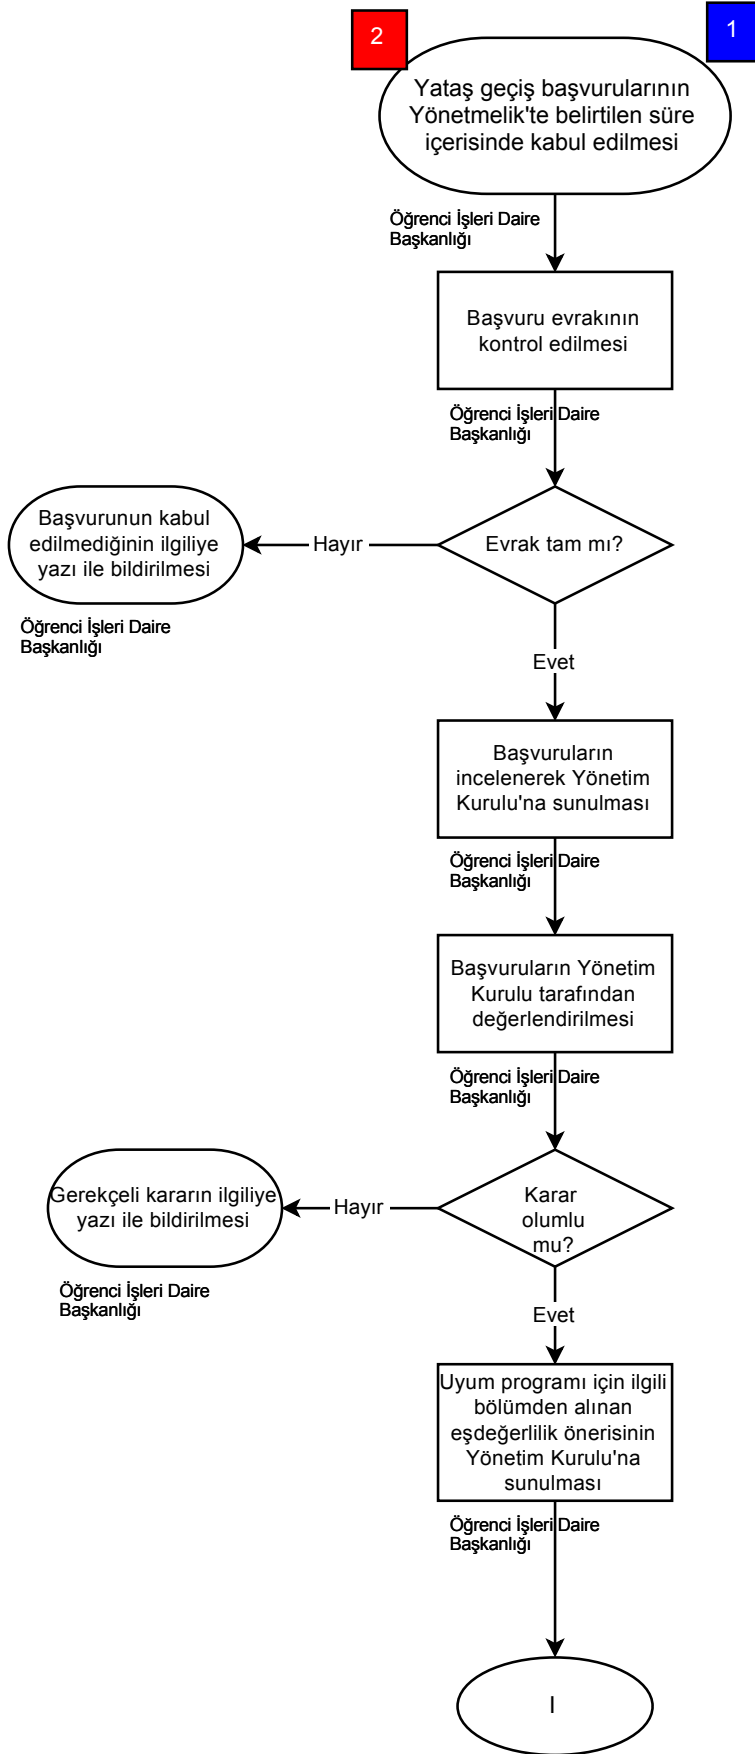 2
1
Yataş geçiş başvurularının
Yönetmelik'te belirtilen süre
içerisinde kabul edilmesi
Öğrenci İşleri Daire
Başkanlığı
Başvuru evrakının
kontrol edilmesi
Öğrenci İşleri Daire
Başkanlığı
Evrak tam mı?
Hayır
Başvurunun kabul
edilmediğinin ilgiliye
yazı ile bildirilmesi
Öğrenci İşleri Daire
Başkanlığı
Evet
Başvuruların
incelenerek Yönetim
Kurulu'na sunulması
Öğrenci İşleri Daire
Başkanlığı
Başvuruların Yönetim
Kurulu tarafından
değerlendirilmesi
Öğrenci İşleri Daire
Başkanlığı
Karar
olumlu
mu?
Hayır
Gerekçeli kararın ilgiliye
yazı ile bildirilmesi
Öğrenci İşleri Daire
Başkanlığı
Evet
Uyum programı için ilgili
bölümden alınan
eşdeğerlilik önerisinin
Yönetim Kurulu'na
sunulması
Öğrenci İşleri Daire
Başkanlığı
I